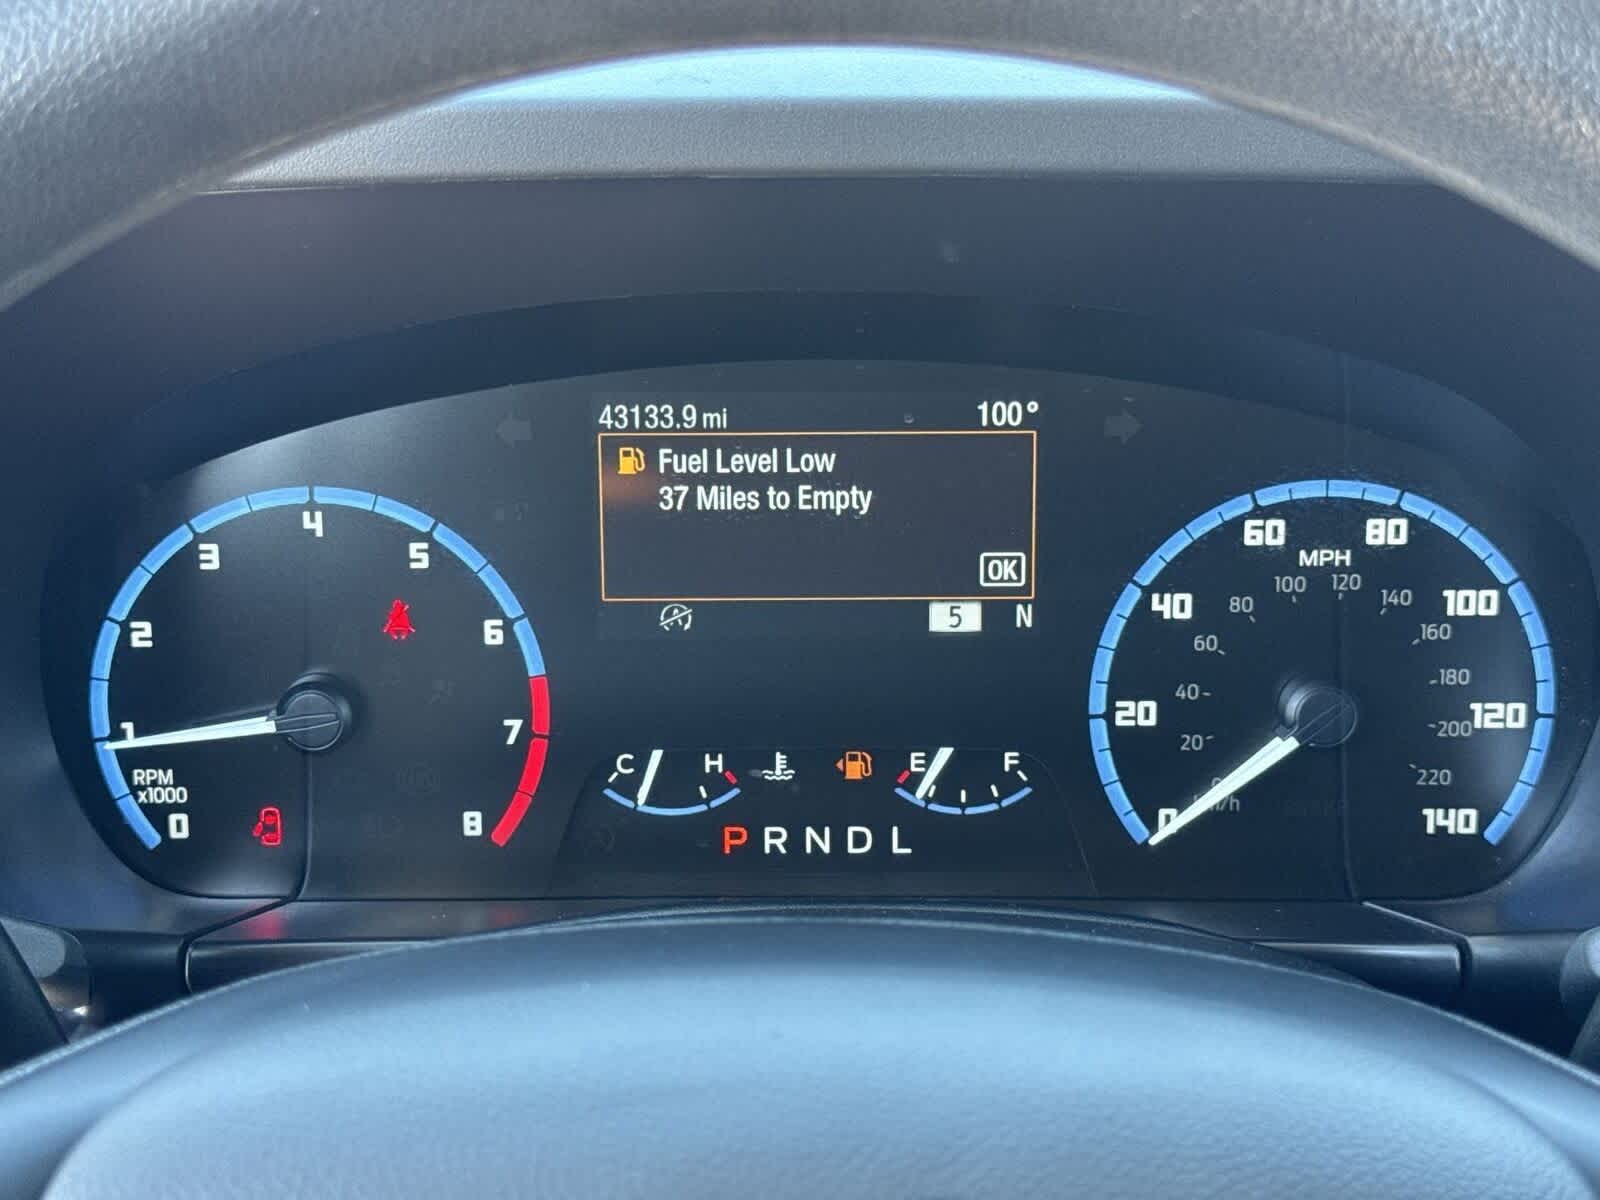 43133.9 mi 100°
Fuel Level Low
37 Miles to Empty
OK
5 N
0 1 2 3 4 5 6 7 8
RPM
x1000
C H
E F
P R N D L
0 20 40 60 80 100 120 140
MPH
20 40 60 80 100 120 140 160 180 200 220